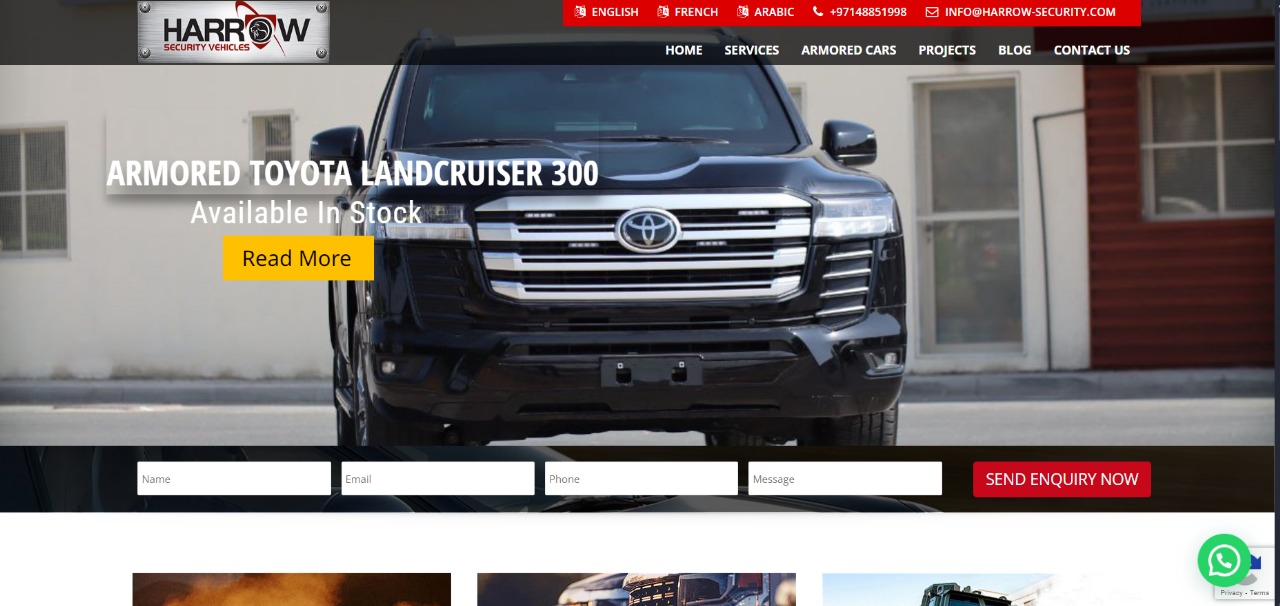 HARROW
SECURITY VEHICLES
ENGLISH FRENCH ARABIC +97148851998 INFO@HARROW-SECURITY.COM
HOME SERVICES ARMORED CARS PROJECTS BLOG CONTACT US
ARMORED TOYOTA LANDCRUISER 300
Available In Stock
Read More
Name Email Phone Message SEND ENQUIRY NOW
Privacy - Terms